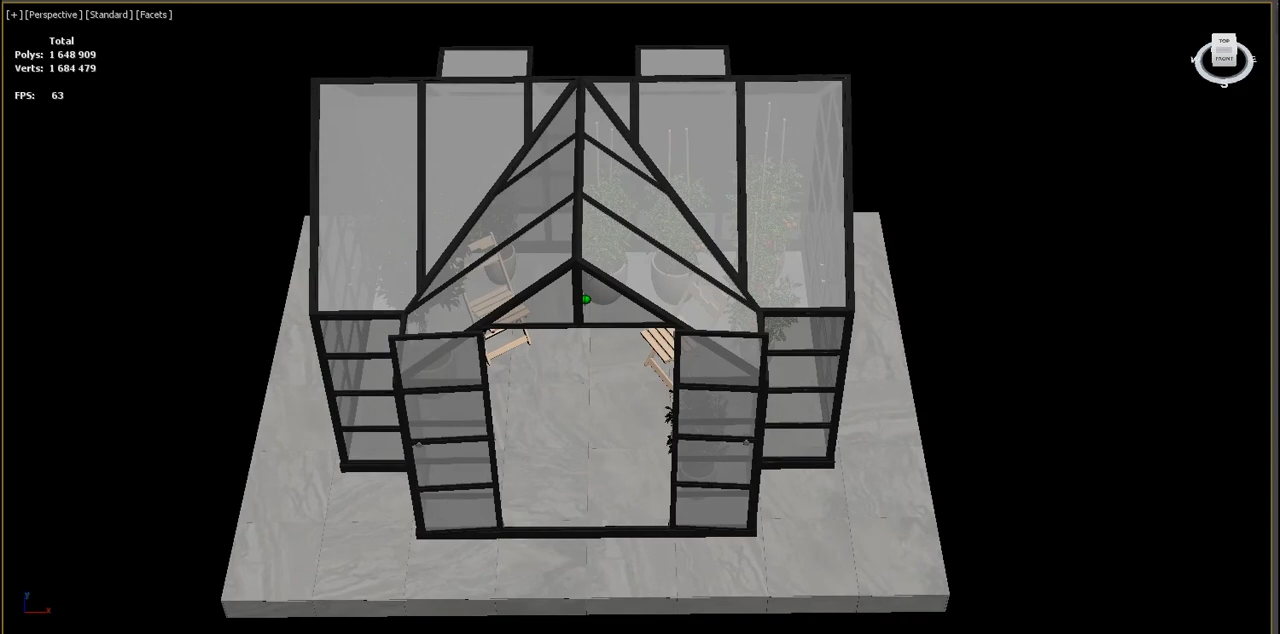 [+] [Perspective] [Standard] [Facets]
Total
Polys: 1 648 909
Verts: 1 684 479
FPS: 63
TOP
FRONT
S